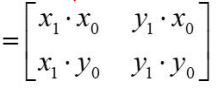 = [ x₁ · x₀ y₁ · x₀
x₁ · y₀ y₁ · y₀ ]